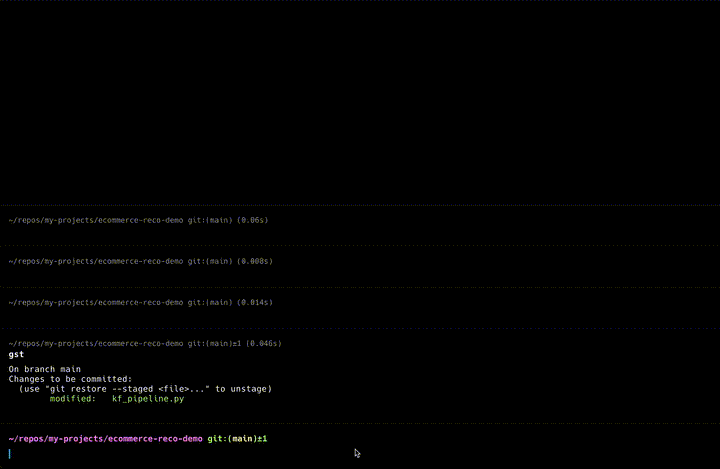 ~/repos/my-projects/ecommerce-reco-demo git:(main) (0.06s)
~/repos/my-projects/ecommerce-reco-demo git:(main) (0.008s)
~/repos/my-projects/ecommerce-reco-demo git:(main) (0.014s)
~/repos/my-projects/ecommerce-reco-demo git:(main)±1 (0.046s)
gst
On branch main
Changes to be committed:
  (use "git restore --staged <file>..." to unstage)
        modified:   kf_pipeline.py
~/repos/my-projects/ecommerce-reco-demo git:(main)±1